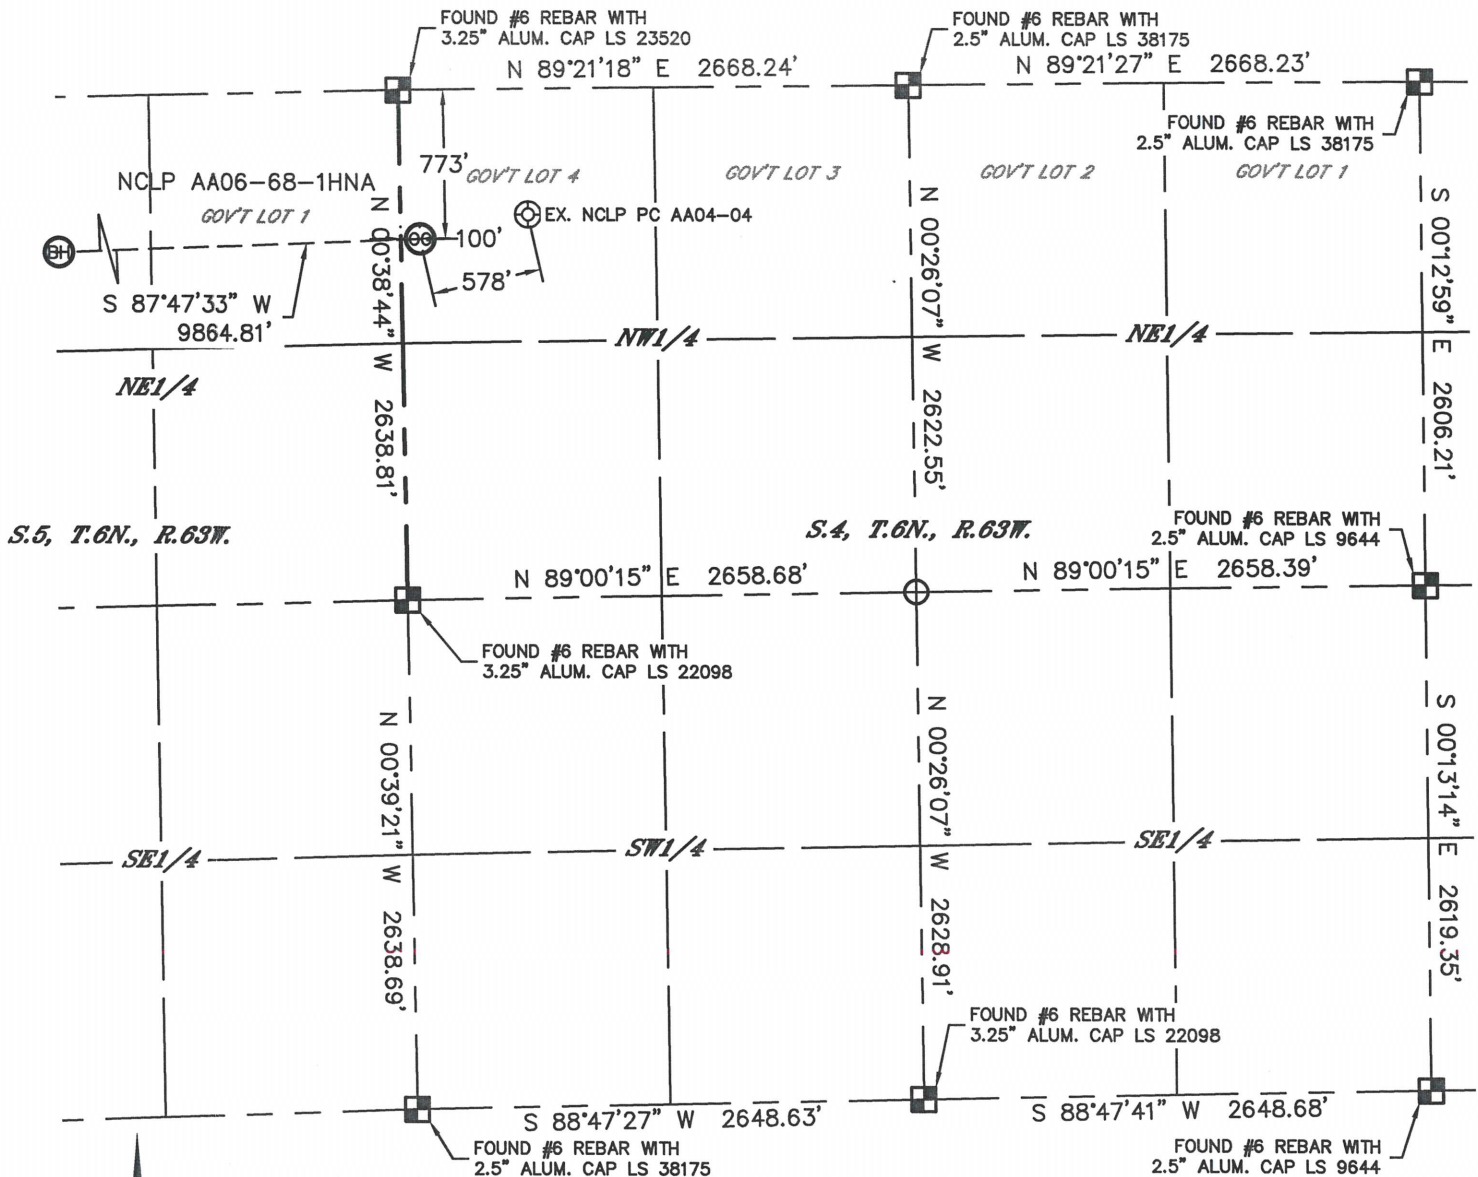 FOUND #6 REBAR WITH
3.25" ALUM. CAP LS 23520
FOUND #6 REBAR WITH
2.5" ALUM. CAP LS 38175
N 89°21'18" E 2668.24'
N 89°21'27" E 2668.23'
FOUND #6 REBAR WITH
2.5" ALUM. CAP LS 38175
773'
NCLP AA06-68-1HNA
GOV'T LOT 1
GOV'T LOT 4
GOV'T LOT 3
GOV'T LOT 2
GOV'T LOT 1
EX. NCLP PC AA04-04
BH
100'
578'
S 87°47'33" W
9864.81'
N 00°38'44" W 2638.81'
N 00°26'07" W 2622.55'
S 00°12'59" E 2606.21'
NW1/4
NE1/4
NE1/4
S.5, T.6N., R.63W.
S.4, T.6N., R.63W.
FOUND #6 REBAR WITH
2.5" ALUM. CAP LS 9644
N 89°00'15" E 2658.68'
N 89°00'15" E 2658.39'
FOUND #6 REBAR WITH
3.25" ALUM. CAP LS 22098
N 00°39'21" W 2638.69'
N 00°26'07" W 2628.91'
S 00°13'14" E 2619.35'
SE1/4
SW1/4
SE1/4
FOUND #6 REBAR WITH
3.25" ALUM. CAP LS 22098
S 88°47'27" W 2648.63'
S 88°47'41" W 2648.68'
FOUND #6 REBAR WITH
2.5" ALUM. CAP LS 38175
FOUND #6 REBAR WITH
2.5" ALUM. CAP LS 9644